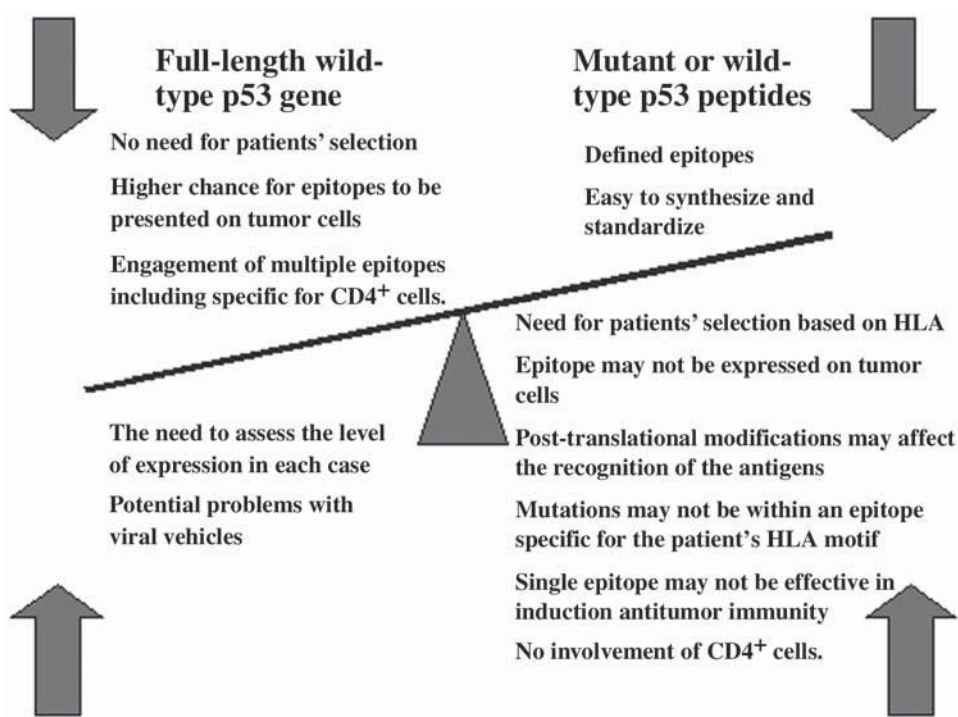 Full-length wild-
type p53 gene
No need for patients' selection
Higher chance for epitopes to be
presented on tumor cells
Engagement of multiple epitopes
including specific for CD4+ cells.
The need to assess the level
of expression in each case
Potential problems with
viral vehicles
Mutant or wild-
type p53 peptides
Defined epitopes
Easy to synthesize and
standardize
Need for patients' selection based on HLA
Epitope may not be expressed on tumor
cells
Post-translational modifications may affect
the recognition of the antigens
Mutations may not be within an epitope
specific for the patient's HLA motif
Single epitope may not be effective in
induction antitumor immunity
No involvement of CD4+ cells.